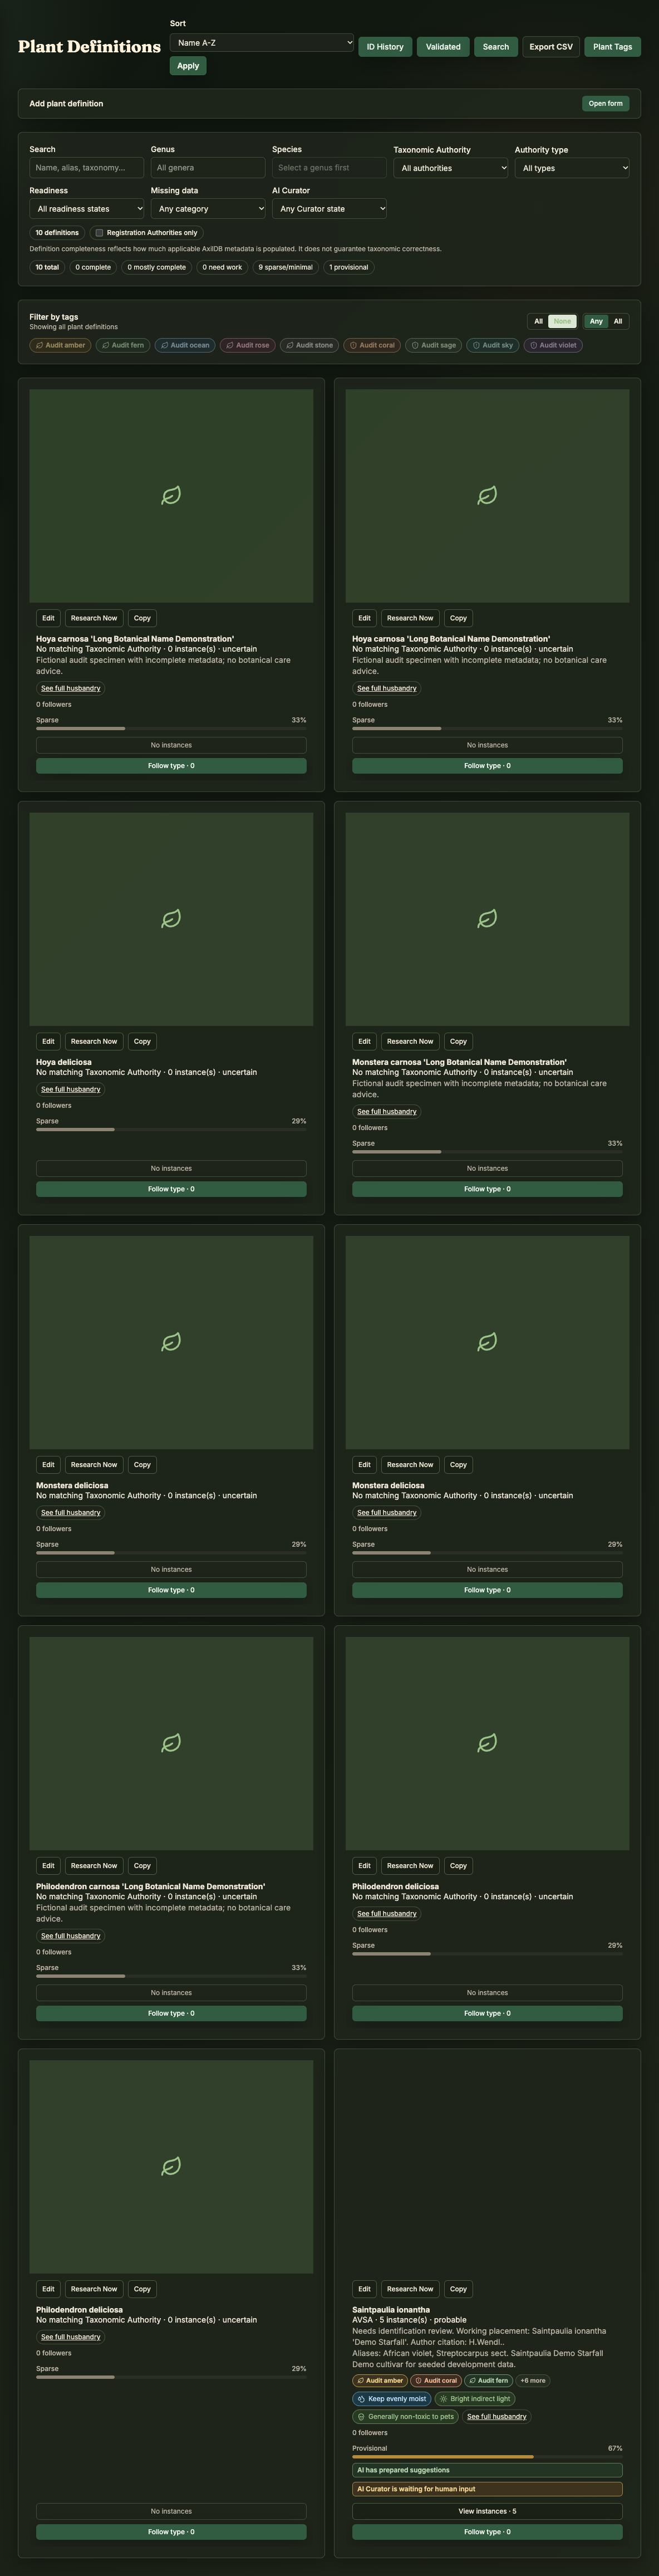 Plant Definitions
Sort
Name A-Z
Apply
ID History
Validated
Search
Export CSV
Plant Tags
Add plant definition
Open form
Search
Genus
Species
Taxonomic Authority
Authority type
Name, alias, taxonomy...
All genera
Select a genus first
All authorities
All types
Readiness
Missing data
AI Curator
All readiness states
Any category
Any Curator state
10 definitions
Registration Authorities only
Definition completeness reflects how much applicable AxilDB metadata is populated. It does not guarantee taxonomic correctness.
10 total
0 complete
0 mostly complete
0 need work
9 sparse/minimal
1 provisional
Filter by tags
Showing all plant definitions
All
None
Any
All
Audit amber
Audit fern
Audit ocean
Audit rose
Audit stone
Audit coral
Audit sage
Audit sky
Audit violet
Edit
Research Now
Copy
Hoya carnosa 'Long Botanical Name Demonstration'
No matching Taxonomic Authority · 0 instance(s) · uncertain
Fictional audit specimen with incomplete metadata; no botanical care
advice.
See full husbandry
0 followers
Sparse
33%
No instances
Follow type · 0
Edit
Research Now
Copy
Hoya carnosa 'Long Botanical Name Demonstration'
No matching Taxonomic Authority · 0 instance(s) · uncertain
Fictional audit specimen with incomplete metadata; no botanical care
advice.
See full husbandry
0 followers
Sparse
33%
No instances
Follow type · 0
Edit
Research Now
Copy
Hoya deliciosa
No matching Taxonomic Authority · 0 instance(s) · uncertain
See full husbandry
0 followers
Sparse
29%
No instances
Follow type · 0
Edit
Research Now
Copy
Monstera carnosa 'Long Botanical Name Demonstration'
No matching Taxonomic Authority · 0 instance(s) · uncertain
Fictional audit specimen with incomplete metadata; no botanical care
advice.
See full husbandry
0 followers
Sparse
33%
No instances
Follow type · 0
Edit
Research Now
Copy
Monstera deliciosa
No matching Taxonomic Authority · 0 instance(s) · uncertain
See full husbandry
0 followers
Sparse
29%
No instances
Follow type · 0
Edit
Research Now
Copy
Monstera deliciosa
No matching Taxonomic Authority · 0 instance(s) · uncertain
See full husbandry
0 followers
Sparse
29%
No instances
Follow type · 0
Edit
Research Now
Copy
Philodendron carnosa 'Long Botanical Name Demonstration'
No matching Taxonomic Authority · 0 instance(s) · uncertain
Fictional audit specimen with incomplete metadata; no botanical care
advice.
See full husbandry
0 followers
Sparse
33%
No instances
Follow type · 0
Edit
Research Now
Copy
Philodendron deliciosa
No matching Taxonomic Authority · 0 instance(s) · uncertain
See full husbandry
0 followers
Sparse
29%
No instances
Follow type · 0
Edit
Research Now
Copy
Philodendron deliciosa
No matching Taxonomic Authority · 0 instance(s) · uncertain
See full husbandry
0 followers
Sparse
29%
No instances
Follow type · 0
Edit
Research Now
Copy
Saintpaulia ionantha
AVSA · 5 instance(s) · probable
Needs identification review. Working placement: Saintpaulia ionantha
'Demo Starfall'. Author citation: H.Wendl..
Aliases: African violet, Streptocarpus sect. Saintpaulia Demo Starfall
Demo cultivar for seeded development data.
Audit amber
Audit coral
Audit fern
+6 more
Keep evenly moist
Bright indirect light
Generally non-toxic to pets
See full husbandry
0 followers
Provisional
67%
AI has prepared suggestions
AI Curator is waiting for human input
View instances · 5
Follow type · 0